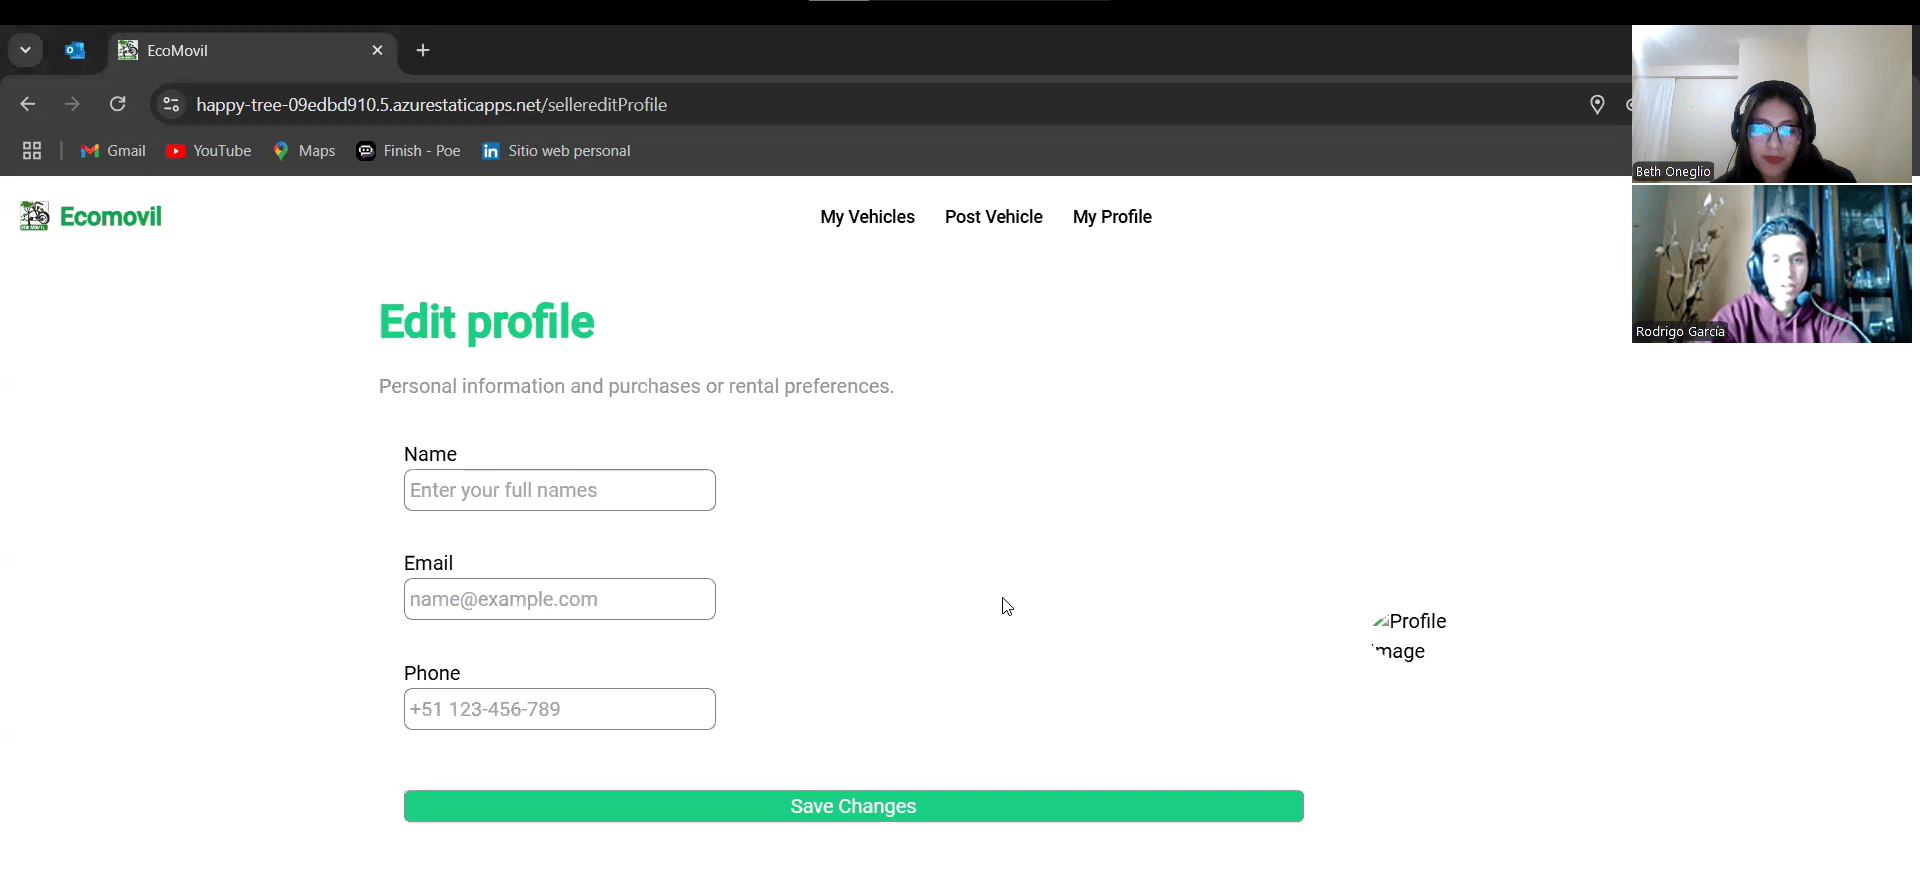 EcoMovil
happy-tree-09edbd910.5.azurestaticapps.net/sellereditProfile
Gmail
YouTube
Maps
Finish - Poe
Sitio web personal
Beth Oneglio
Rodrigo García
Ecomovil
My Vehicles
Post Vehicle
My Profile
Edit profile
Personal information and purchases or rental preferences.
Name
Enter your full names
Email
name@example.com
Phone
+51 123-456-789
Profile
image
Save Changes